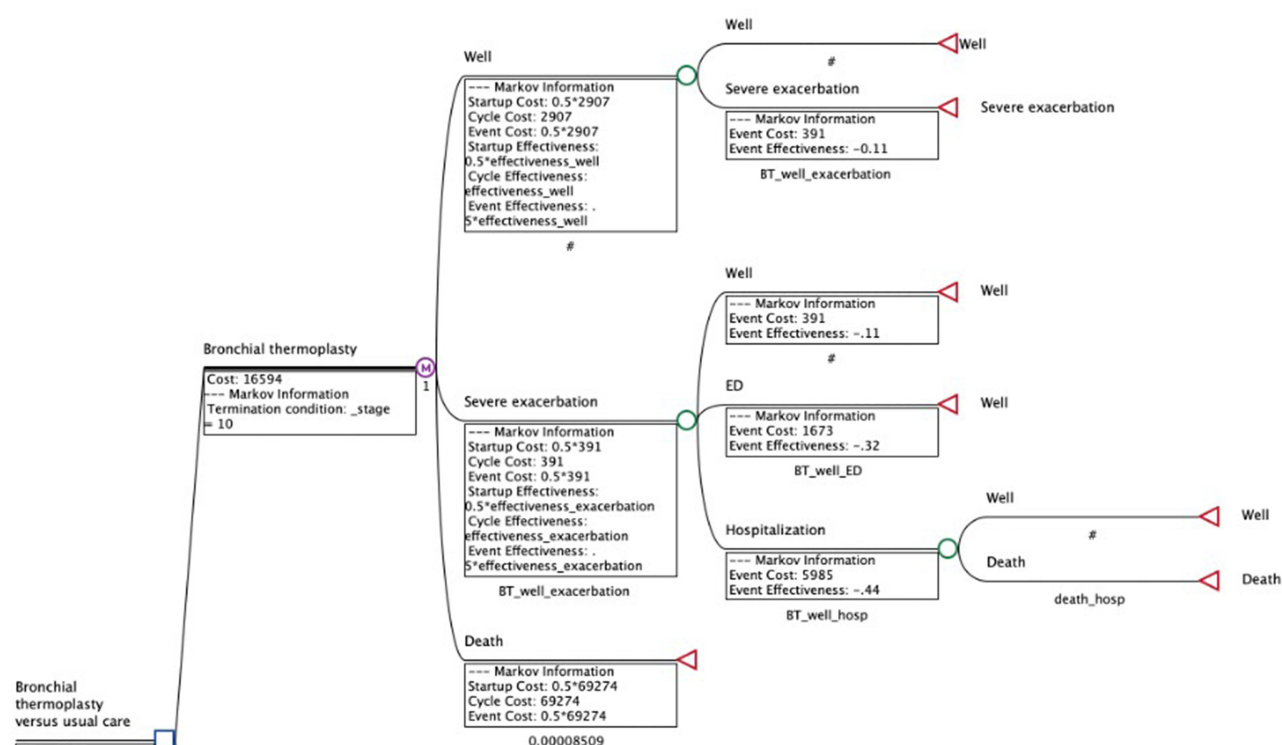 Well
Well
#
Severe exacerbation
Severe exacerbation
--- Markov Information
Event Cost: 391
Event Effectiveness: -0.11
BT_well_exacerbation
Well
--- Markov Information
Startup Cost: 0.5*2907
Cycle Cost: 2907
Event Cost: 0.5*2907
Startup Effectiveness:
0.5*effectiveness_well
Cycle Effectiveness:
effectiveness_well
Event Effectiveness: .
5*effectiveness_well
#
Well
Well
--- Markov Information
Event Cost: 391
Event Effectiveness: -.11
#
Bronchial thermoplasty
Cost: 16594
--- Markov Information
Termination condition: _stage
= 10
M
1
ED
Well
--- Markov Information
Event Cost: 1673
Event Effectiveness: -.32
BT_well_ED
Severe exacerbation
--- Markov Information
Startup Cost: 0.5*391
Cycle Cost: 391
Event Cost: 0.5*391
Startup Effectiveness:
0.5*effectiveness_exacerbation
Cycle Effectiveness:
effectiveness_exacerbation
Event Effectiveness: .
5*effectiveness_exacerbation
BT_well_exacerbation
Hospitalization
--- Markov Information
Event Cost: 5985
Event Effectiveness: -.44
BT_well_hosp
Well
Well
#
Death
Death
death_hosp
Death
--- Markov Information
Startup Cost: 0.5*69274
Cycle Cost: 69274
Event Cost: 0.5*69274
0.00008509
Bronchial
thermoplasty
versus usual care